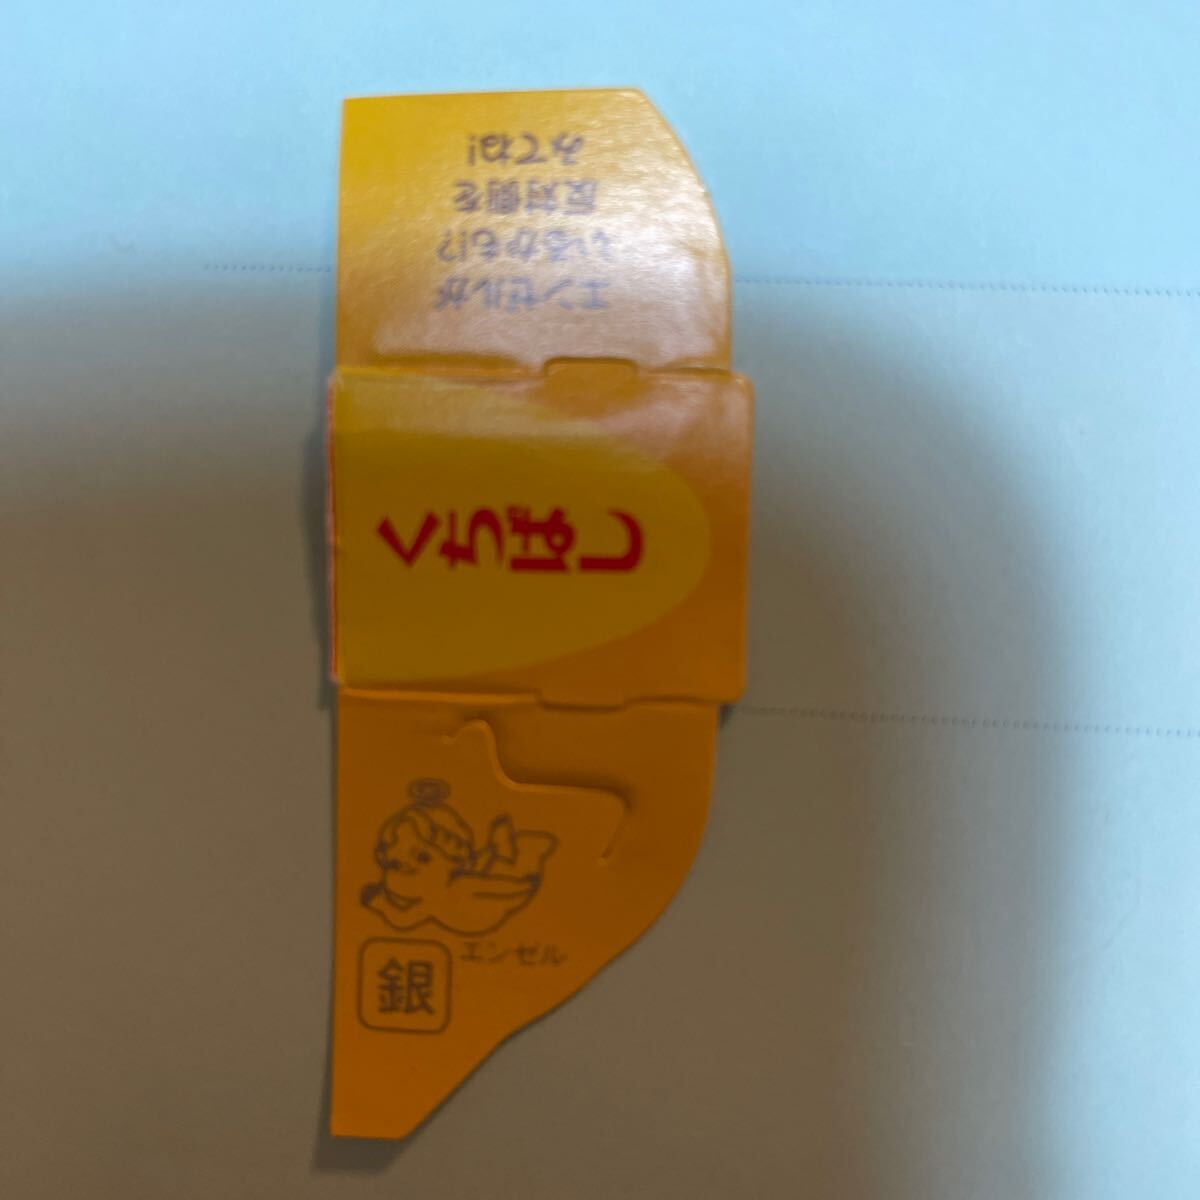 エンゼルが
いるかも!?
反対側を
みてね!
くちばし
エンゼル
銀